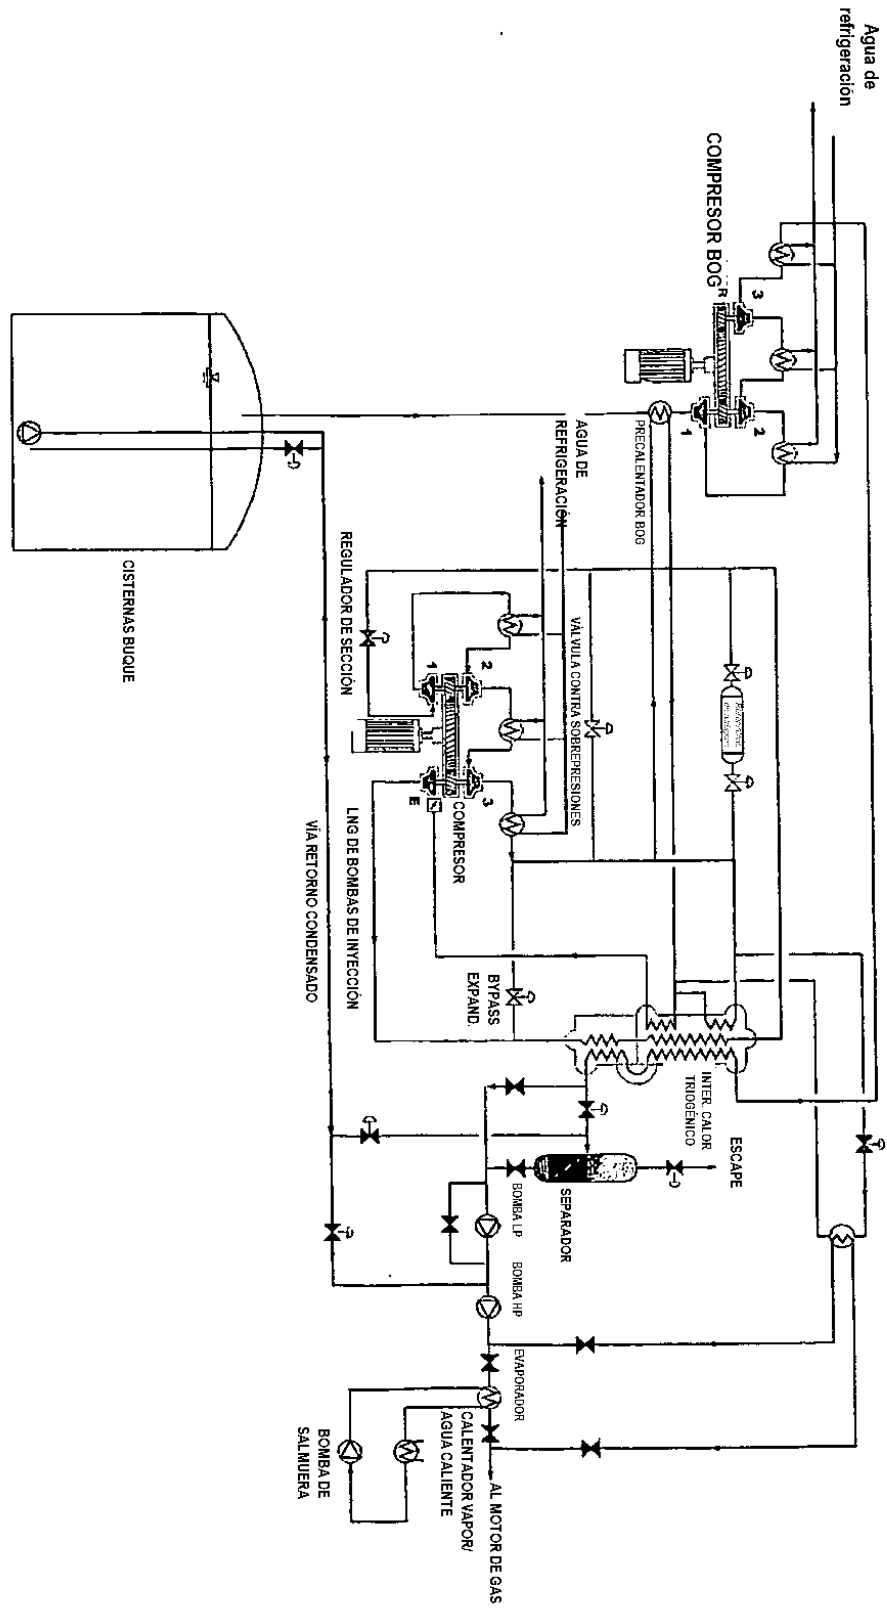 Agua de
refrigeración
COMPRESOR BOG
R
3
2
1
PRECALENTADOR BOG
AGUA DE
REFRIGERACIÓN
CISTERNAS BUQUE
REGULADOR DE SECCIÓN
VÁLVULA CONTRA SOBREPRESIONES
1
2
3
E
COMPRESOR
LNG DE BOMBAS DE INYECCIÓN
VÍA RETORNO CONDENSADO
BYPASS
EXPAND.
INTER. CALOR
TRIOGÉNICO
ESCAPE
SEPARADOR
BOMBA LP
BOMBA HP
EVAPORADOR
CALENTADOR VAPOR/
AGUA CALIENTE
BOMBA DE
SALMUERA
AL MOTOR DE GAS